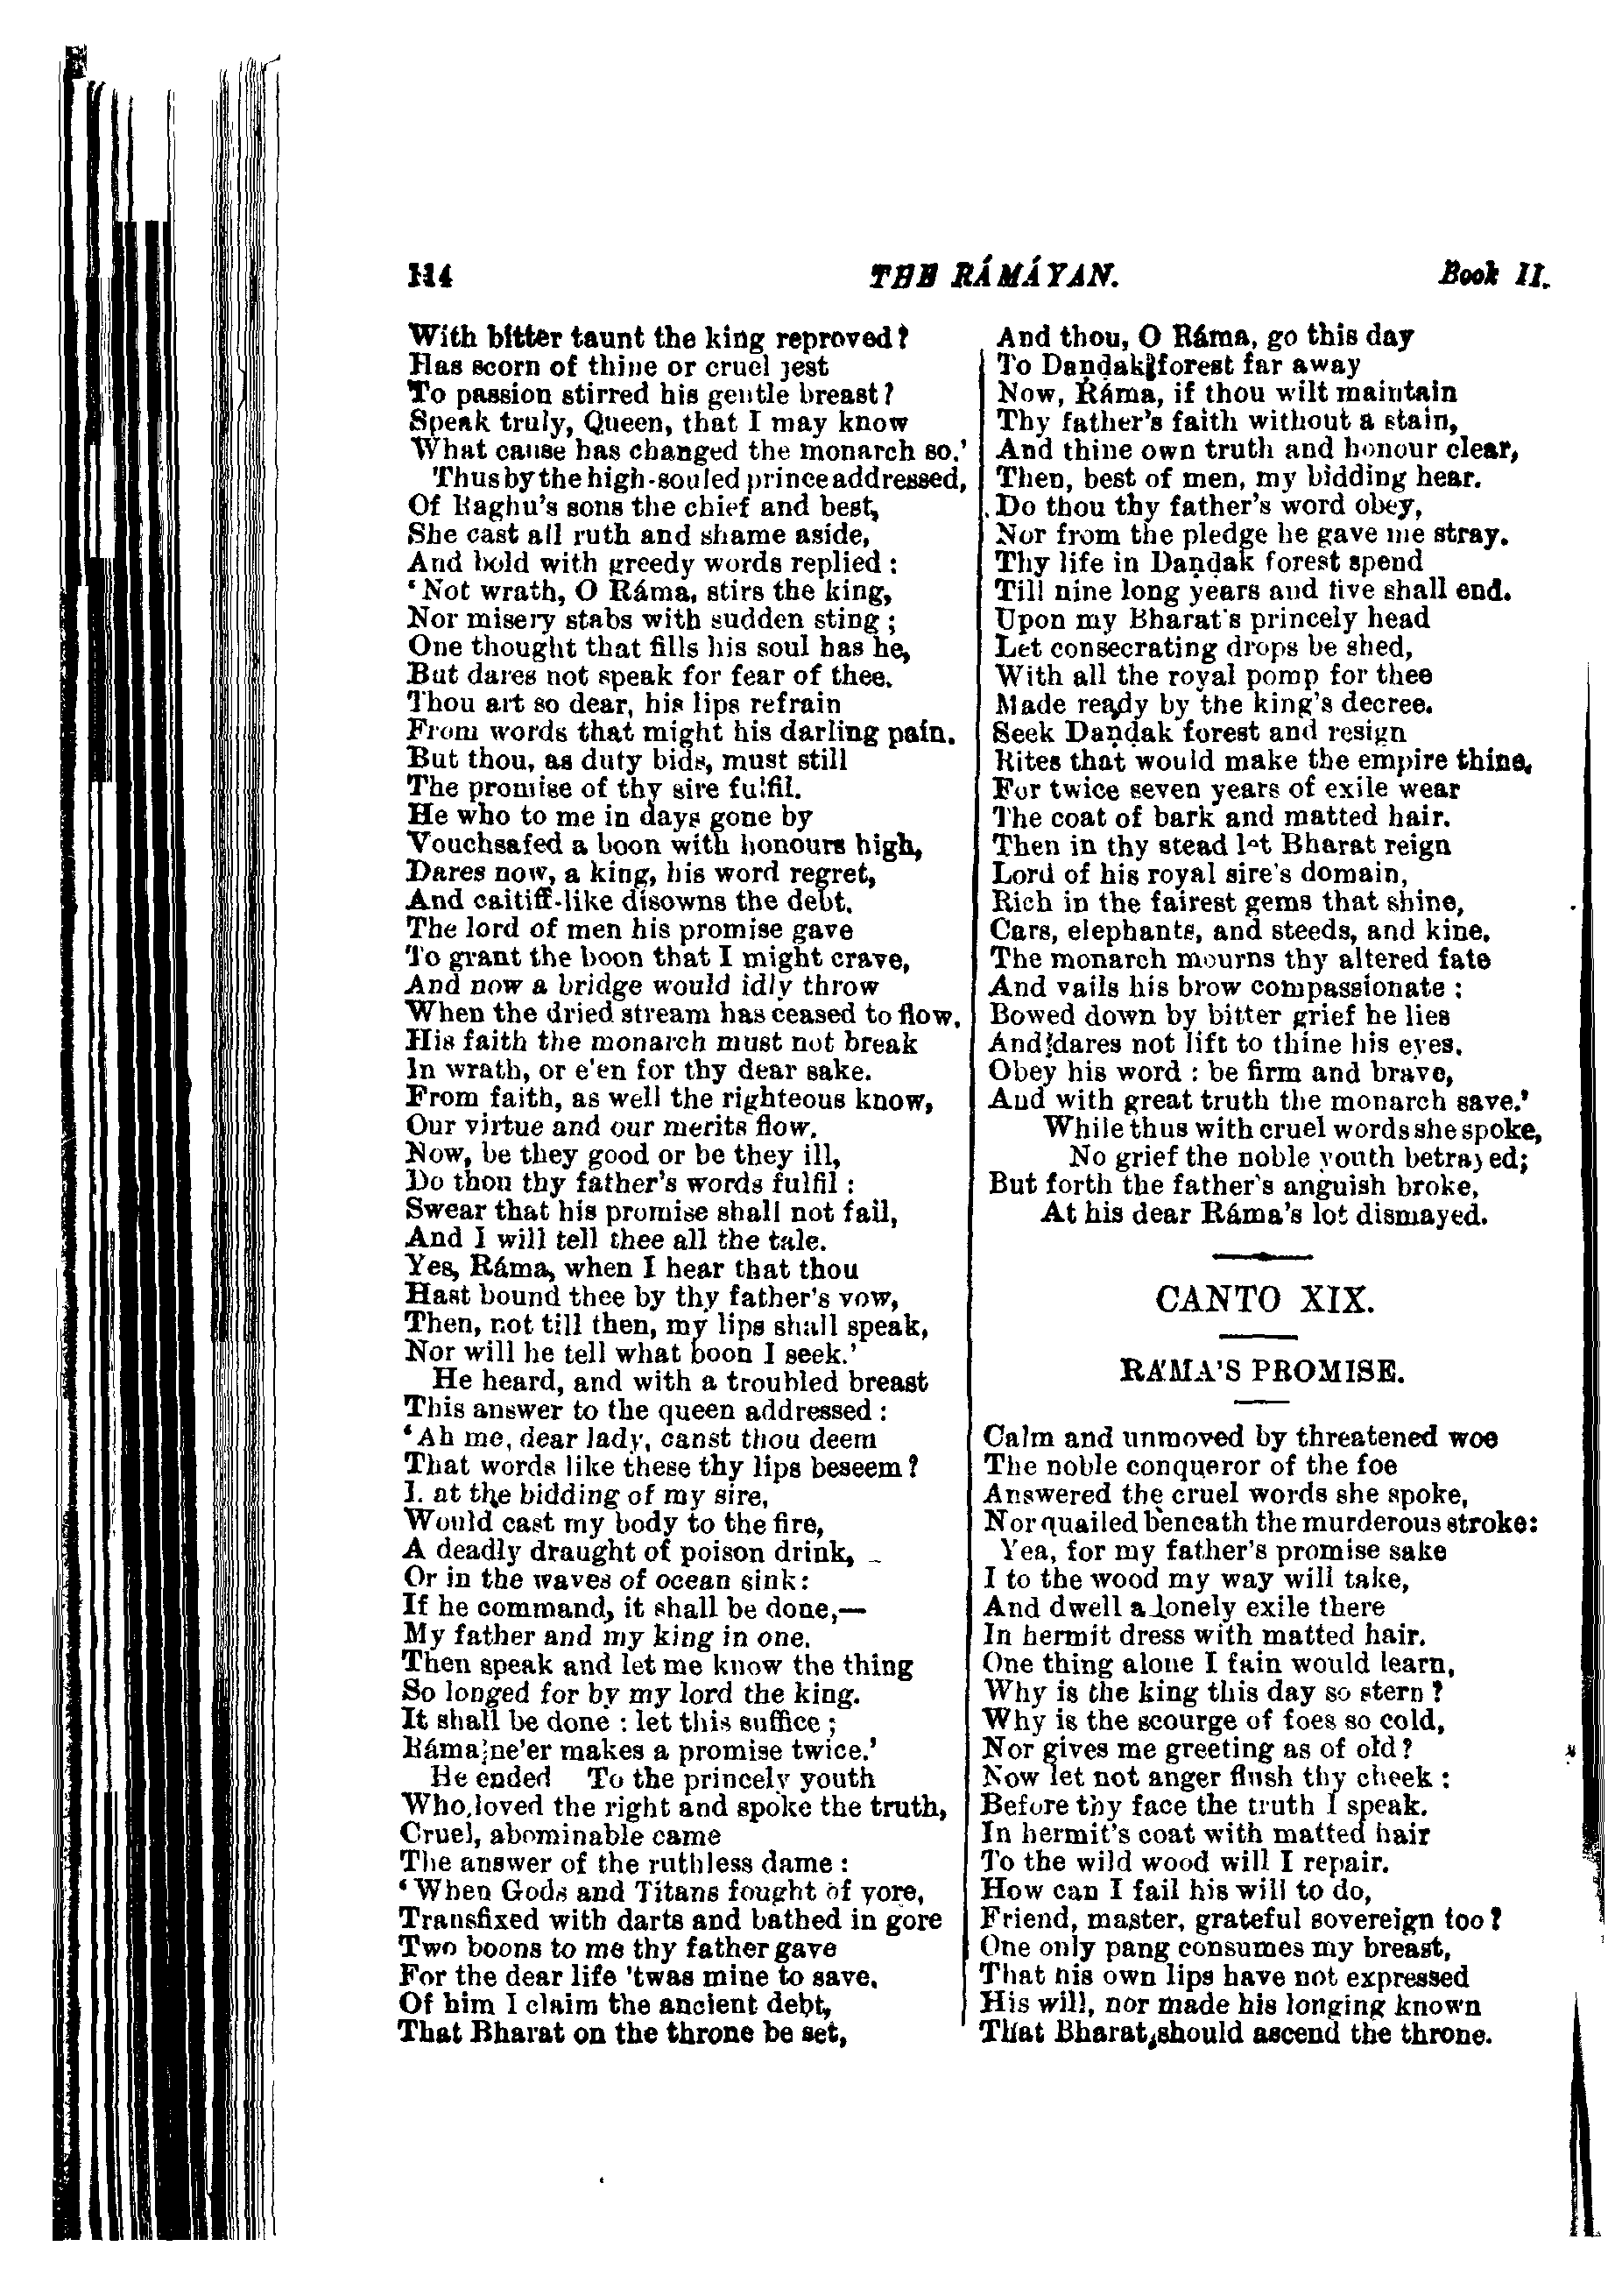 114 THE RÁMÁYAN. Book II.
With bitter taunt the king reproved?
Has scorn of thine or cruel jest
To passion stirred his gentle breast?
Speak truly, Queen, that I may know
What cause has changed the monarch so.'
Thus by the high-souled prince addressed,
Of Raghu's sons the chief and best,
She cast all ruth and shame aside,
And bold with greedy words replied:
'Not wrath, O Ráma, stirs the king,
Nor misery stabs with sudden sting;
One thought that fills his soul has he,
But dares not speak for fear of thee.
Thou art so dear, his lips refrain
From words that might his darling pain.
But thou, as duty bids, must still
The promise of thy sire fulfil.
He who to me in days gone by
Vouchsafed a boon with honours high,
Dares now, a king, his word regret,
And caitiff-like disowns the debt.
The lord of men his promise gave
To grant the boon that I might crave,
And now a bridge would idly throw
When the dried stream has ceased to flow.
His faith the monarch must not break
In wrath, or e'en for thy dear sake.
From faith, as well the righteous know,
Our virtue and our merits flow.
Now, be they good or be they ill,
Do thou thy father's words fulfil:
Swear that his promise shall not fail,
And I will tell thee all the tale.
Yes, Ráma, when I hear that thou
Hast bound thee by thy father's vow,
Then, not till then, my lips shall speak,
Nor will he tell what boon I seek.'
He heard, and with a troubled breast
This answer to the queen addressed:
'Ah me, dear lady, canst thou deem
That words like these thy lips beseem?
I, at the bidding of my sire,
Would cast my body to the fire,
A deadly draught of poison drink,
Or in the waves of ocean sink:
If he command, it shall be done,—
My father and my king in one.
Then speak and let me know the thing
So longed for by my lord the king.
It shall be done: let this suffice;
Ráma ne'er makes a promise twice.'
He ended To the princely youth
Who loved the right and spoke the truth,
Cruel, abominable came
The answer of the ruthless dame:
'When Gods and Titans fought of yore,
Transfixed with darts and bathed in gore
Two boons to me thy father gave
For the dear life 'twas mine to save.
Of him I claim the ancient debt,
That Bharat on the throne be set,
And thou, O Ráma, go this day
To Daṇḍak forest far away
Now, Ráma, if thou wilt maintain
Thy father's faith without a stain,
And thine own truth and honour clear,
Then, best of men, my bidding hear.
Do thou thy father's word obey,
Nor from the pledge he gave me stray.
Thy life in Daṇḍak forest spend
Till nine long years and five shall end.
Upon my Bharat's princely head
Let consecrating drops be shed,
With all the royal pomp for thee
Made ready by the king's decree.
Seek Daṇḍak forest and resign
Rites that would make the empire thine,
For twice seven years of exile wear
The coat of bark and matted hair.
Then in thy stead let Bharat reign
Lord of his royal sire's domain,
Rich in the fairest gems that shine,
Cars, elephants, and steeds, and kine.
The monarch mourns thy altered fate
And vails his brow compassionate:
Bowed down by bitter grief he lies
And dares not lift to thine his eyes.
Obey his word: be firm and brave,
And with great truth the monarch save.'
While thus with cruel words she spoke,
No grief the noble youth betrayed;
But forth the father's anguish broke,
At his dear Ráma's lot dismayed.
CANTO XIX.
RÁMA'S PROMISE.
Calm and unmoved by threatened woe
The noble conqueror of the foe
Answered the cruel words she spoke,
Nor quailed beneath the murderous stroke:
Yea, for my father's promise sake
I to the wood my way will take,
And dwell a lonely exile there
In hermit dress with matted hair.
One thing alone I fain would learn,
Why is the king this day so stern?
Why is the scourge of foes so cold,
Nor gives me greeting as of old?
Now let not anger flush thy cheek:
Before thy face the truth I speak.
In hermit's coat with matted hair
To the wild wood will I repair.
How can I fail his will to do,
Friend, master, grateful sovereign too?
One only pang consumes my breast,
That his own lips have not expressed
His will, nor made his longing known
That Bharat should ascend the throne.